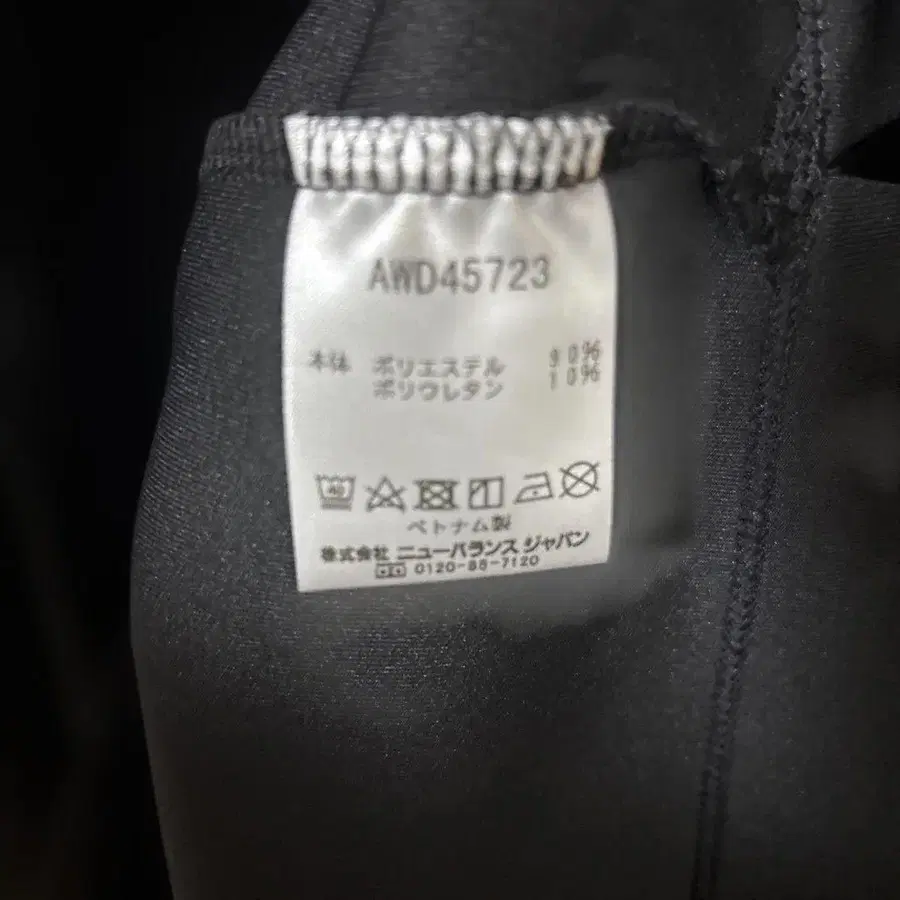 AWD45723
本体 ポリエステル 90%
ポリウレタン 10%
40
ベトナム製
株式会社 ニューバランス ジャパン
0120-85-7120